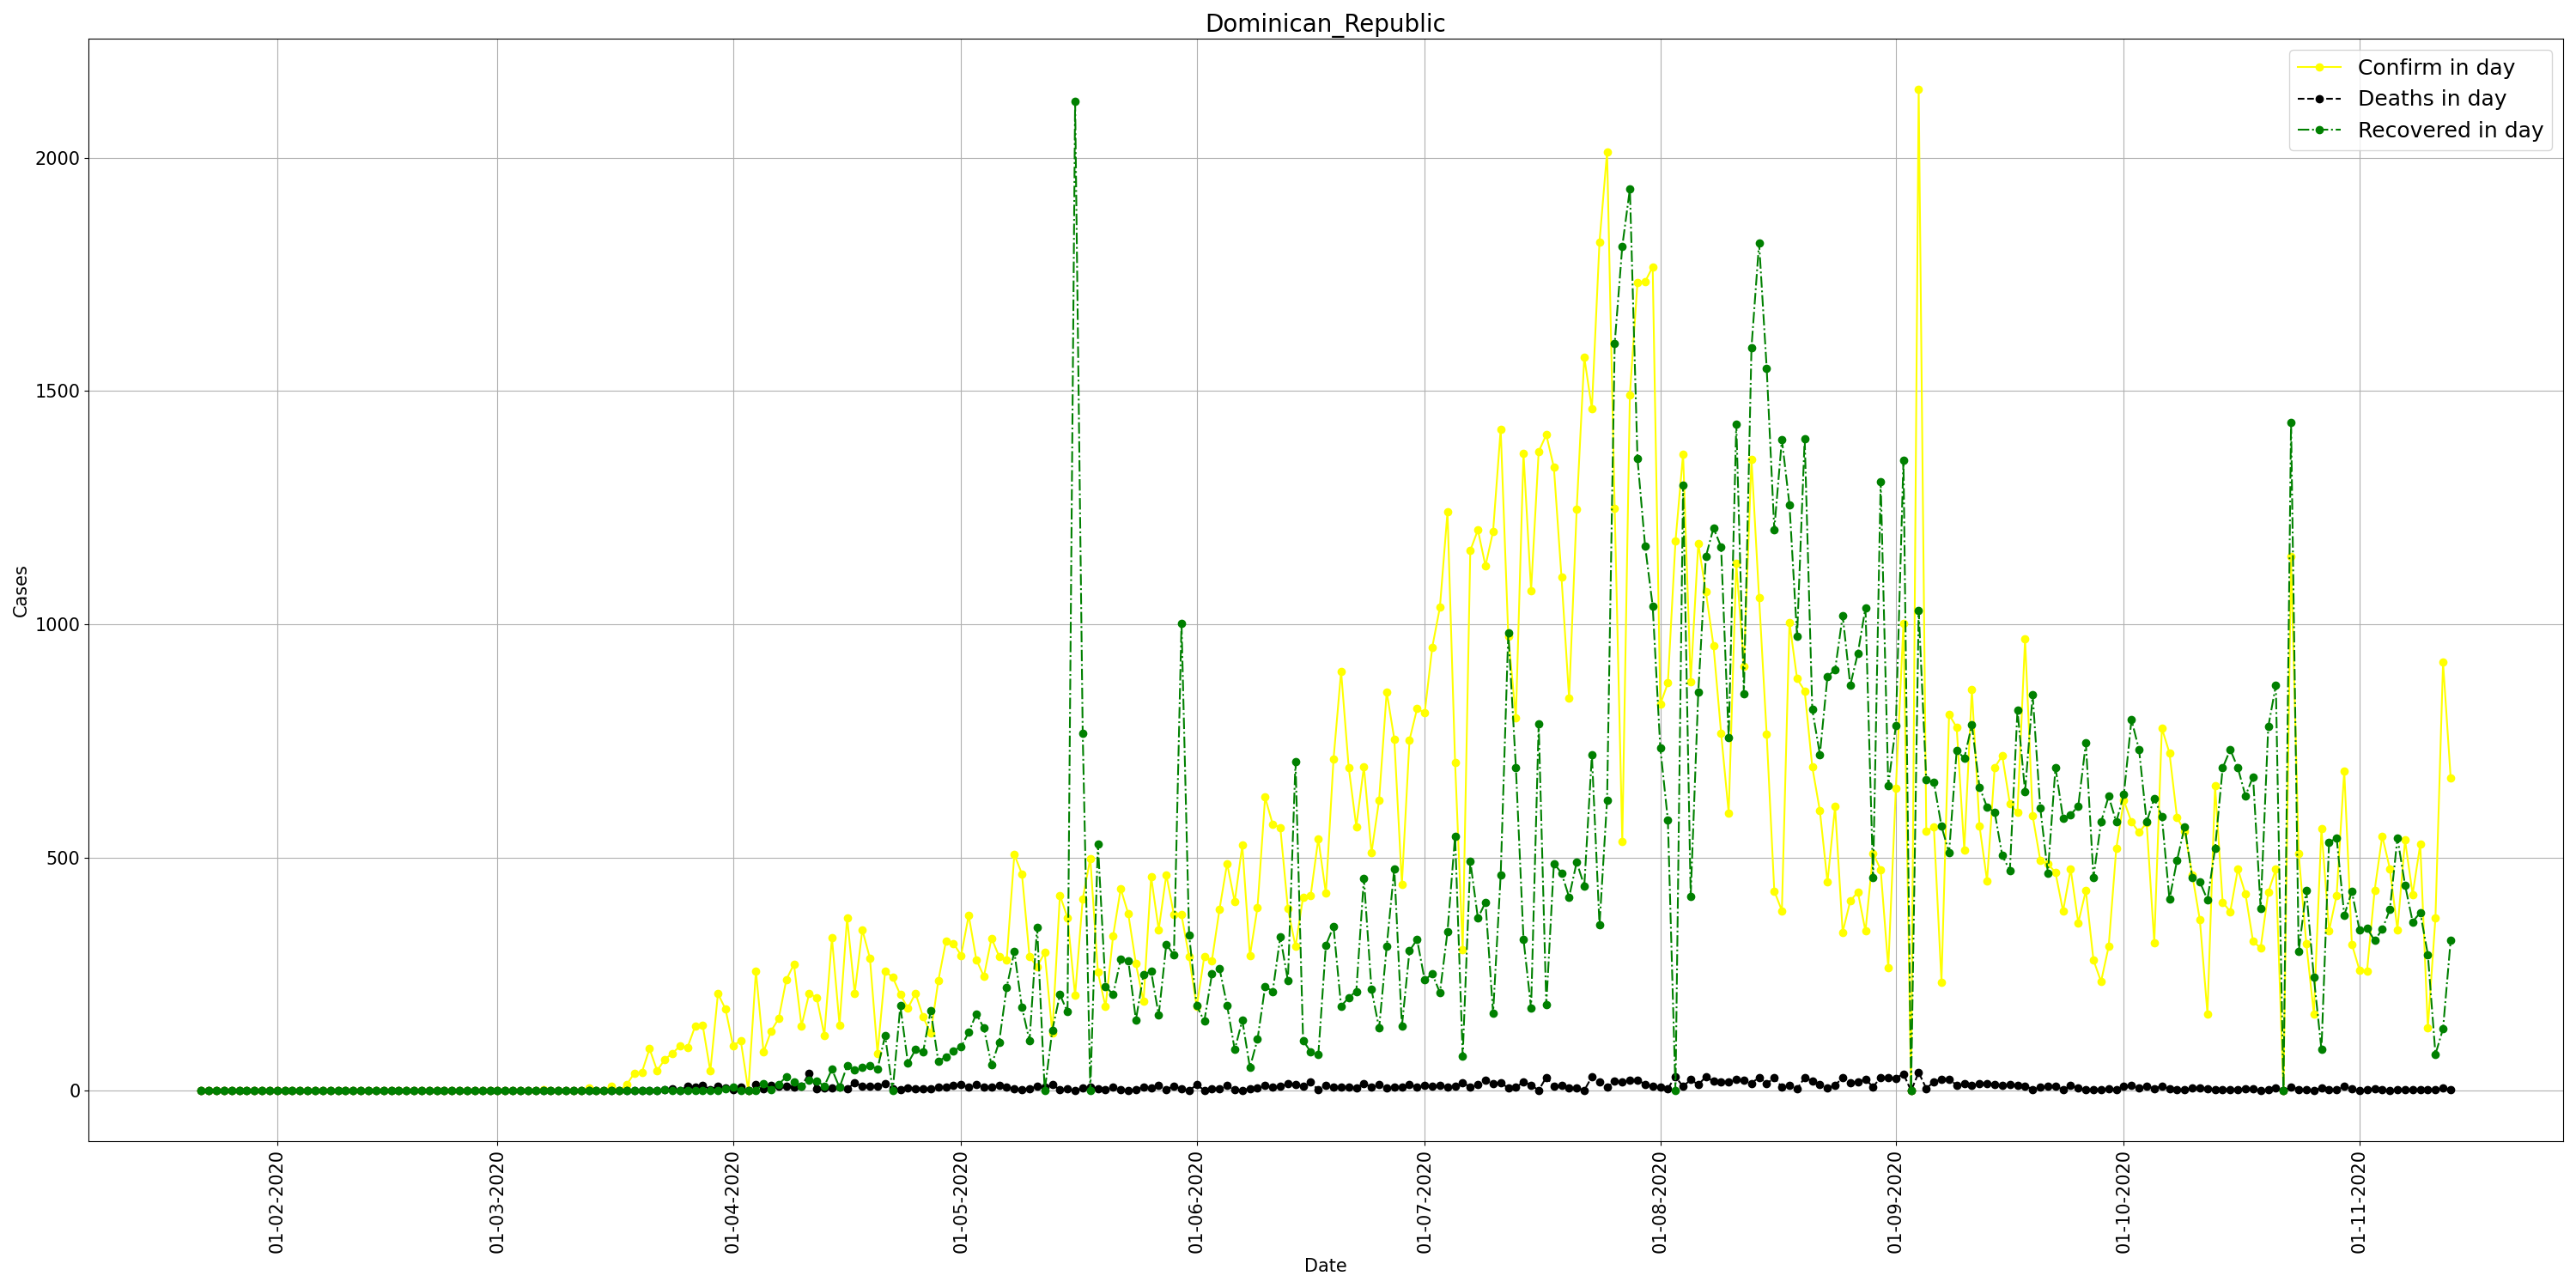 Dominican_Republic
Confirm in day
Deaths in day
Recovered in day
Cases
2000
1500
1000
500
0
01-02-2020
01-03-2020
01-04-2020
01-05-2020
01-06-2020
01-07-2020
01-08-2020
01-09-2020
01-10-2020
01-11-2020
Date